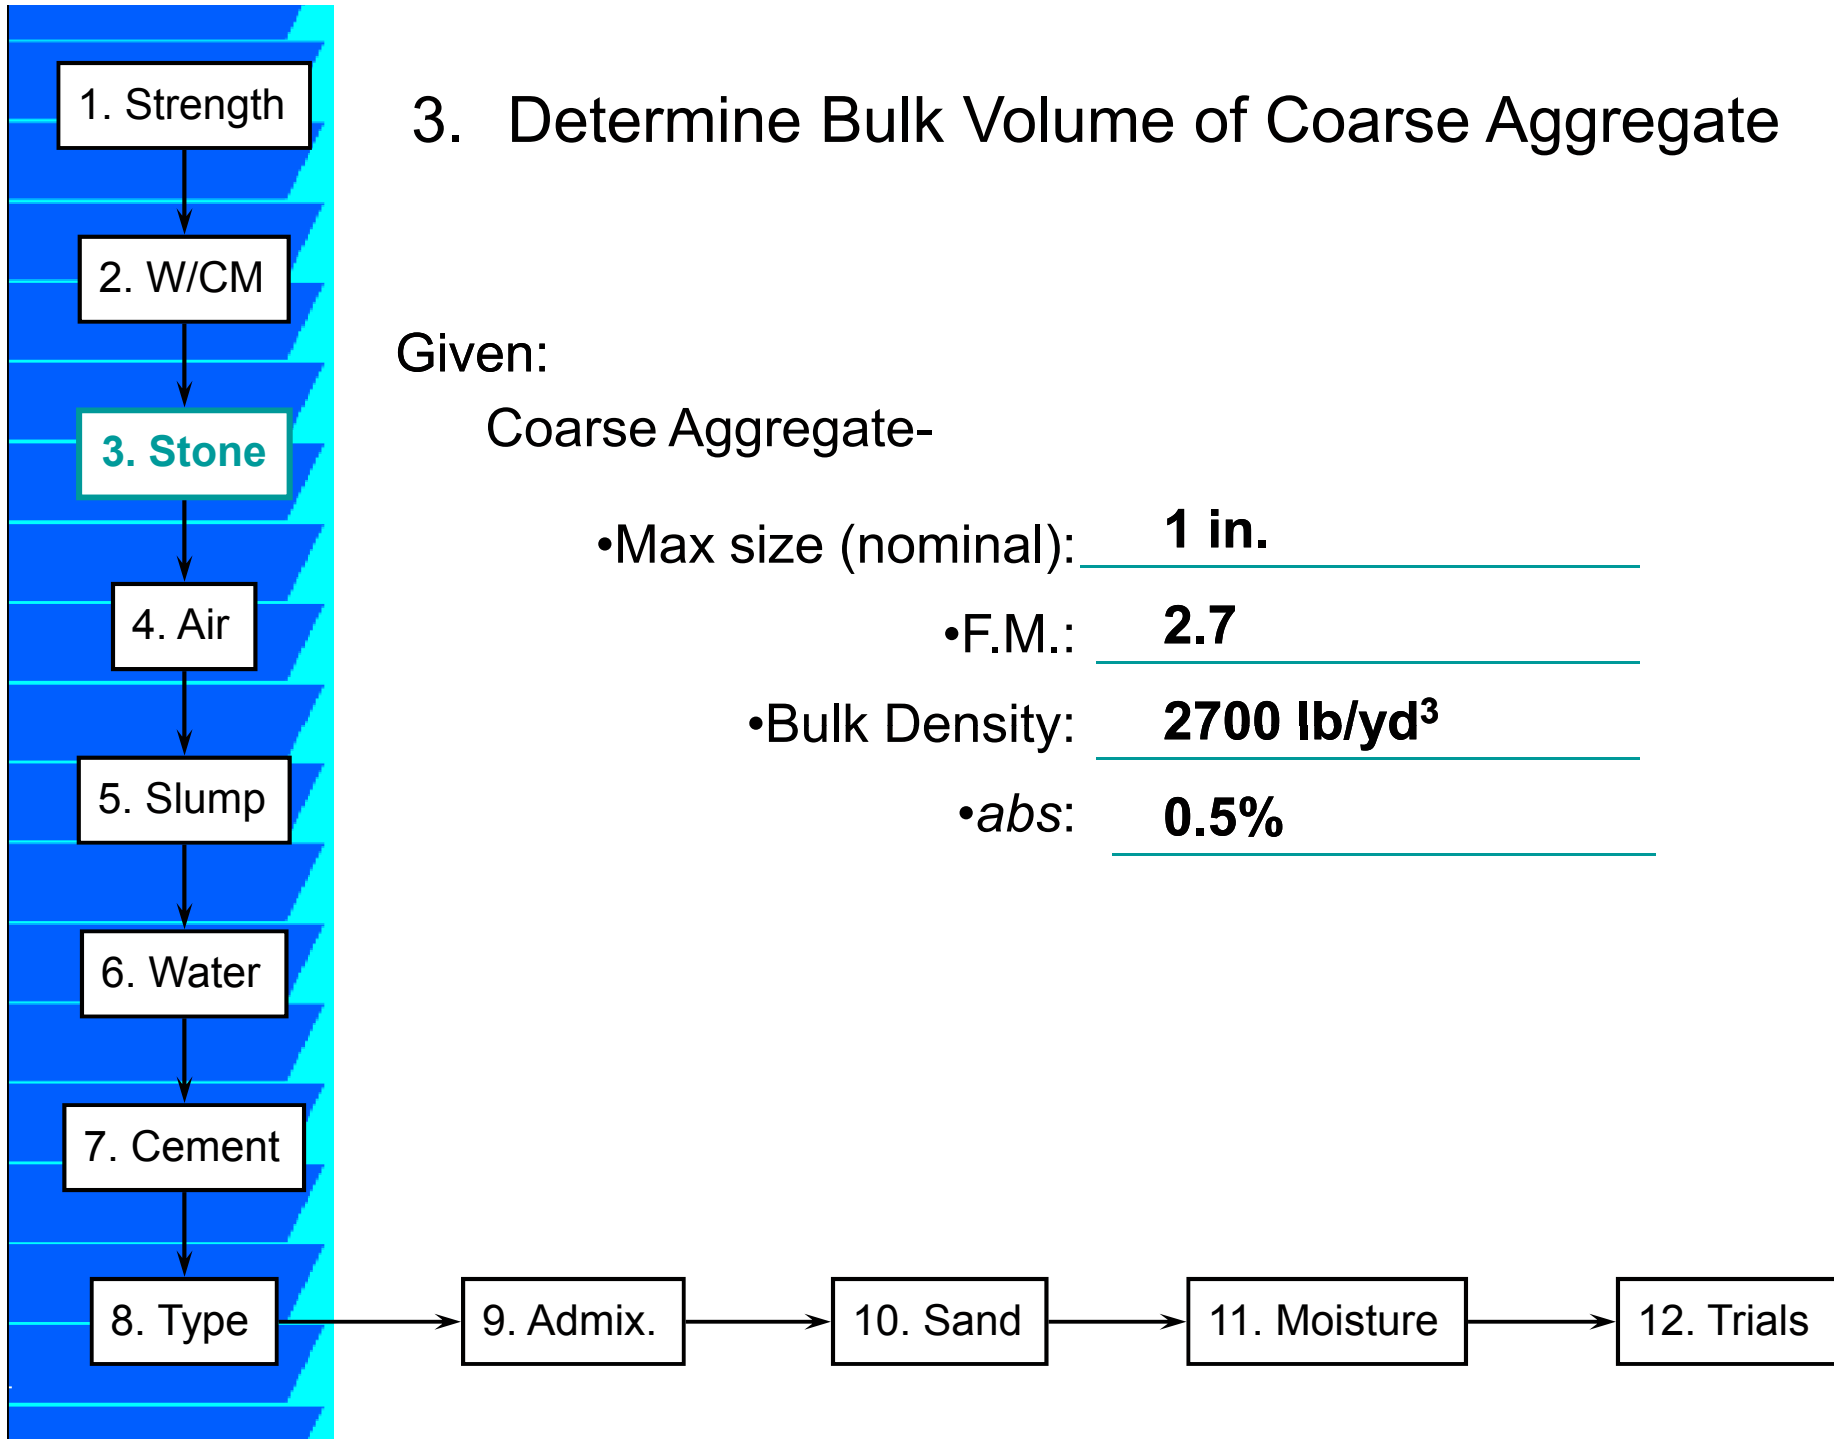 3. Determine Bulk Volume of Coarse Aggregate
1. Strength
2. W/CM
3. Stone
4. Air
5. Slump
6. Water
7. Cement
8. Type
9. Admix.
10. Sand
11. Moisture
12. Trials
Given:
Coarse Aggregate-
•Max size (nominal): 1 in.
•F.M.: 2.7
•Bulk Density: 2700 lb/yd³
•abs: 0.5%